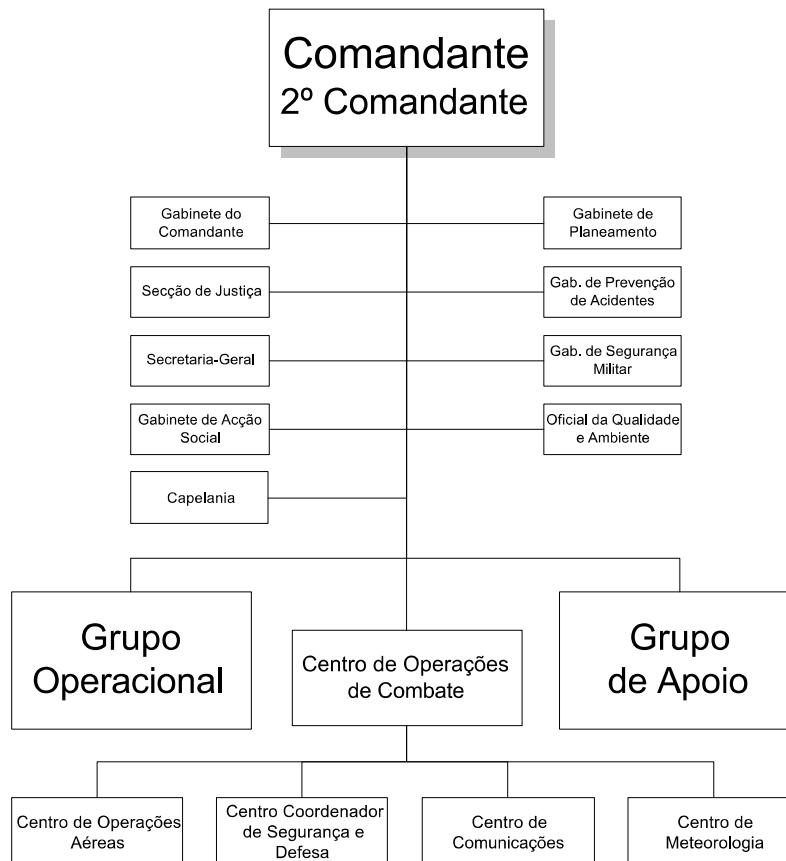 Comandante
2º Comandante
Gabinete do
Comandante
Gabinete de
Planeamento
Secção de Justiça
Gab. de Prevenção
de Acidentes
Secretaria-Geral
Gab. de Segurança
Militar
Gabinete de Acção
Social
Oficial da Qualidade
e Ambiente
Capelania
Grupo
Operacional
Centro de Operações
de Combate
Grupo
de Apoio
Centro de Operações
Aéreas
Centro Coordenador
de Segurança e
Defesa
Centro de
Comunicações
Centro de
Meteorologia